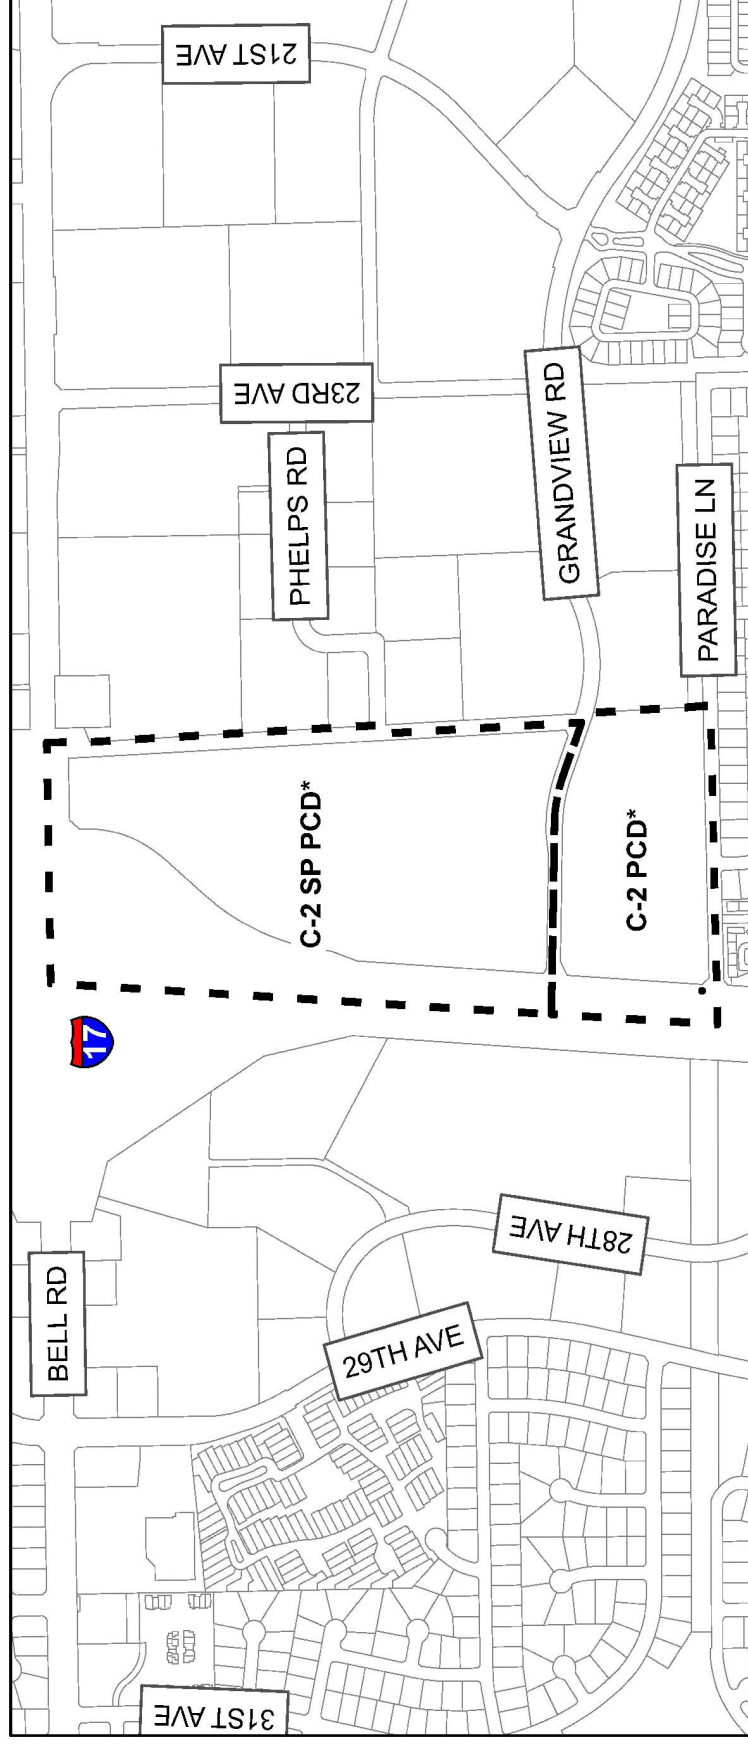 BELL RD
17
31ST AVE
29TH AVE
28TH AVE
C-2 SP PCD*
C-2 PCD*
PHELPS RD
23RD AVE
GRANDVIEW RD
PARADISE LN
21ST AVE